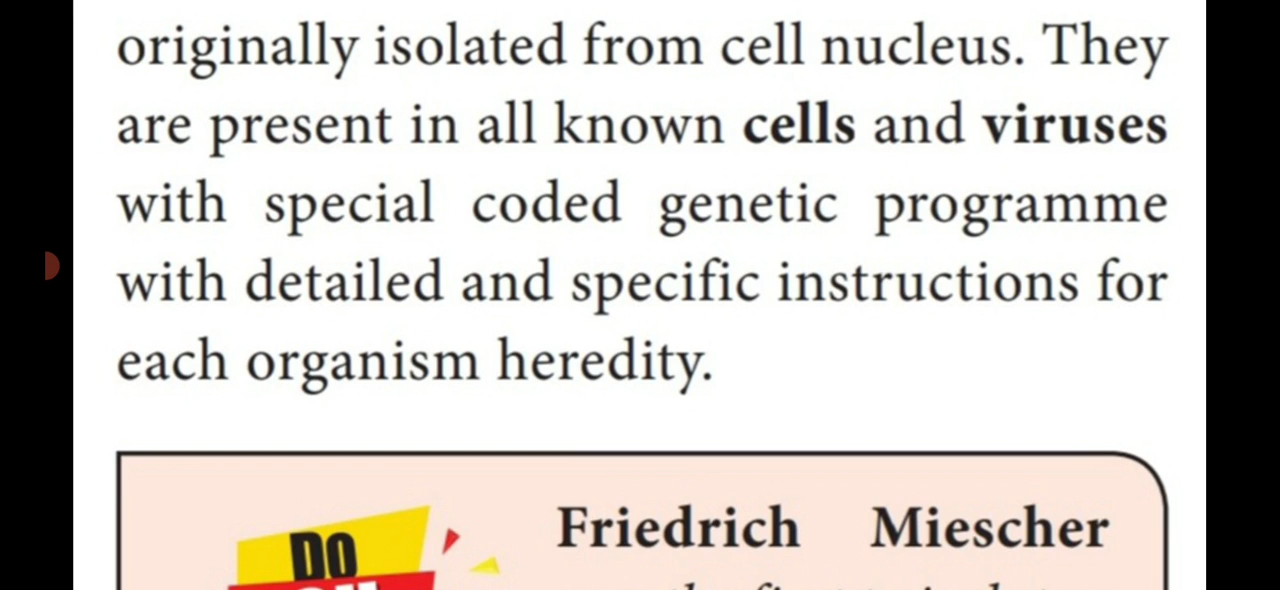 originally isolated from cell nucleus. They
are present in all known cells and viruses
with special coded genetic programme
with detailed and specific instructions for
each organism heredity.
Friedrich Miescher
DO